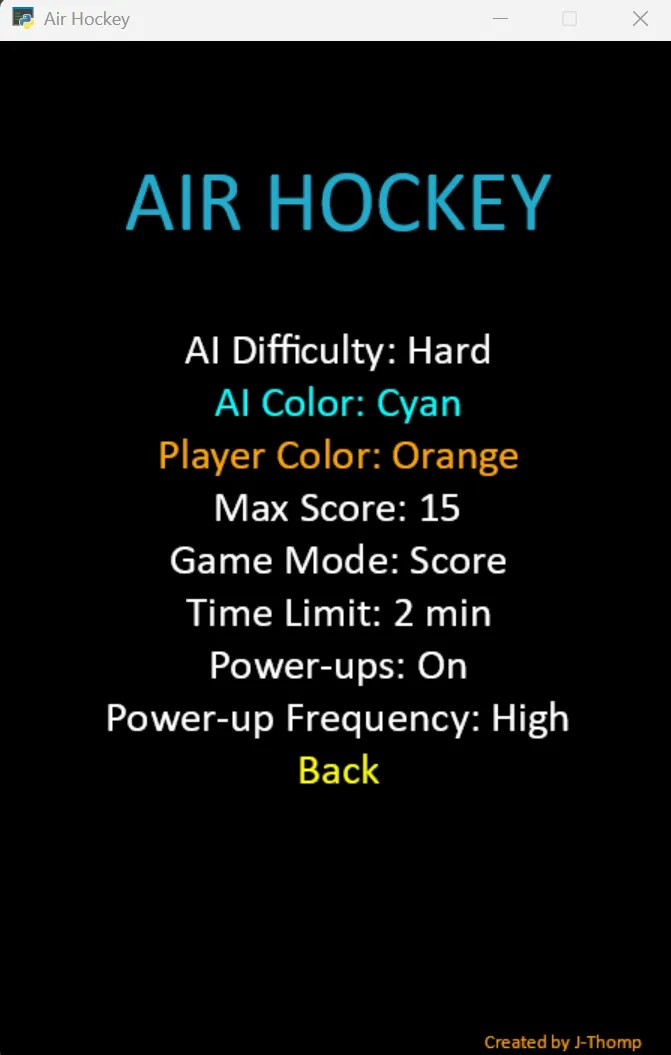 Air Hockey
AIR HOCKEY
AI Difficulty: Hard
AI Color: Cyan
Player Color: Orange
Max Score: 15
Game Mode: Score
Time Limit: 2 min
Power-ups: On
Power-up Frequency: High
Back
Created by J-Thomp